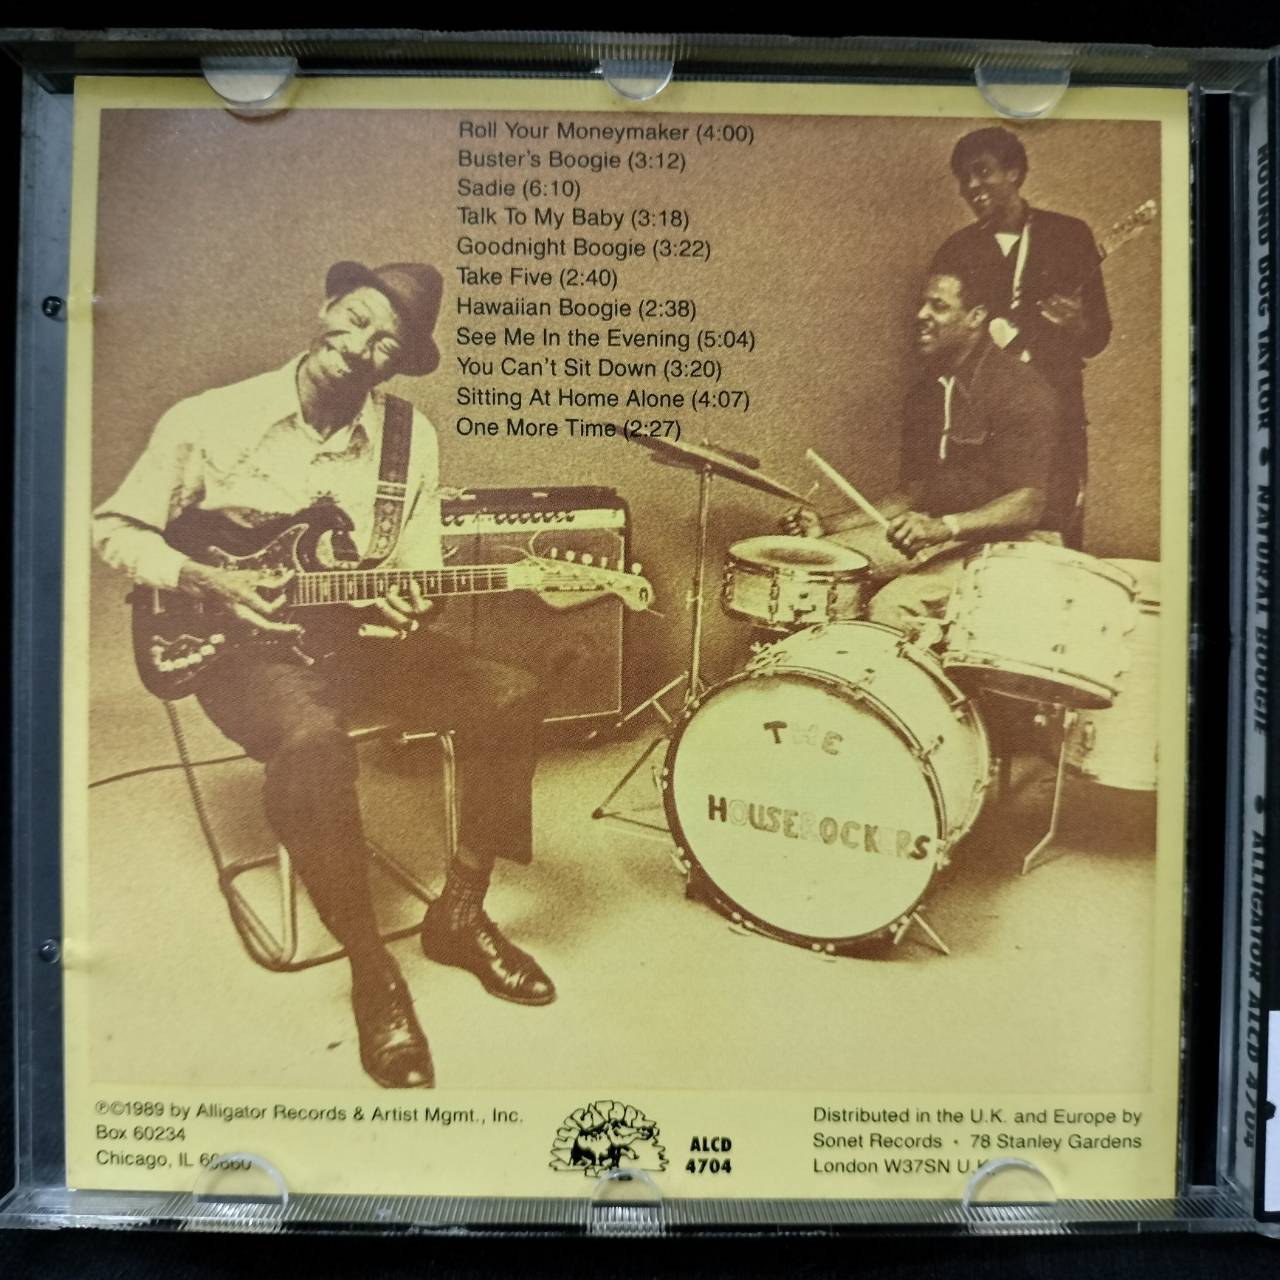 Roll Your Moneymaker (4:00)
Buster's Boogie (3:12)
Sadie (6:10)
Talk To My Baby (3:18)
Goodnight Boogie (3:22)
Take Five (2:40)
Hawaiian Boogie (2:38)
See Me In the Evening (5:04)
You Can't Sit Down (3:20)
Sitting At Home Alone (4:07)
One More Time (2:27)
THE
HOUSEROCKERS
℗©1989 by Alligator Records & Artist Mgmt., Inc.
Box 60234
Chicago, IL 60660
ALCD
4704
Distributed in the U.K. and Europe by
Sonet Records • 78 Stanley Gardens
London W37SN U.K.
HOUND DOG TAYLOR & NATURAL BOOGIE • ALLIGATOR ALCD 4704